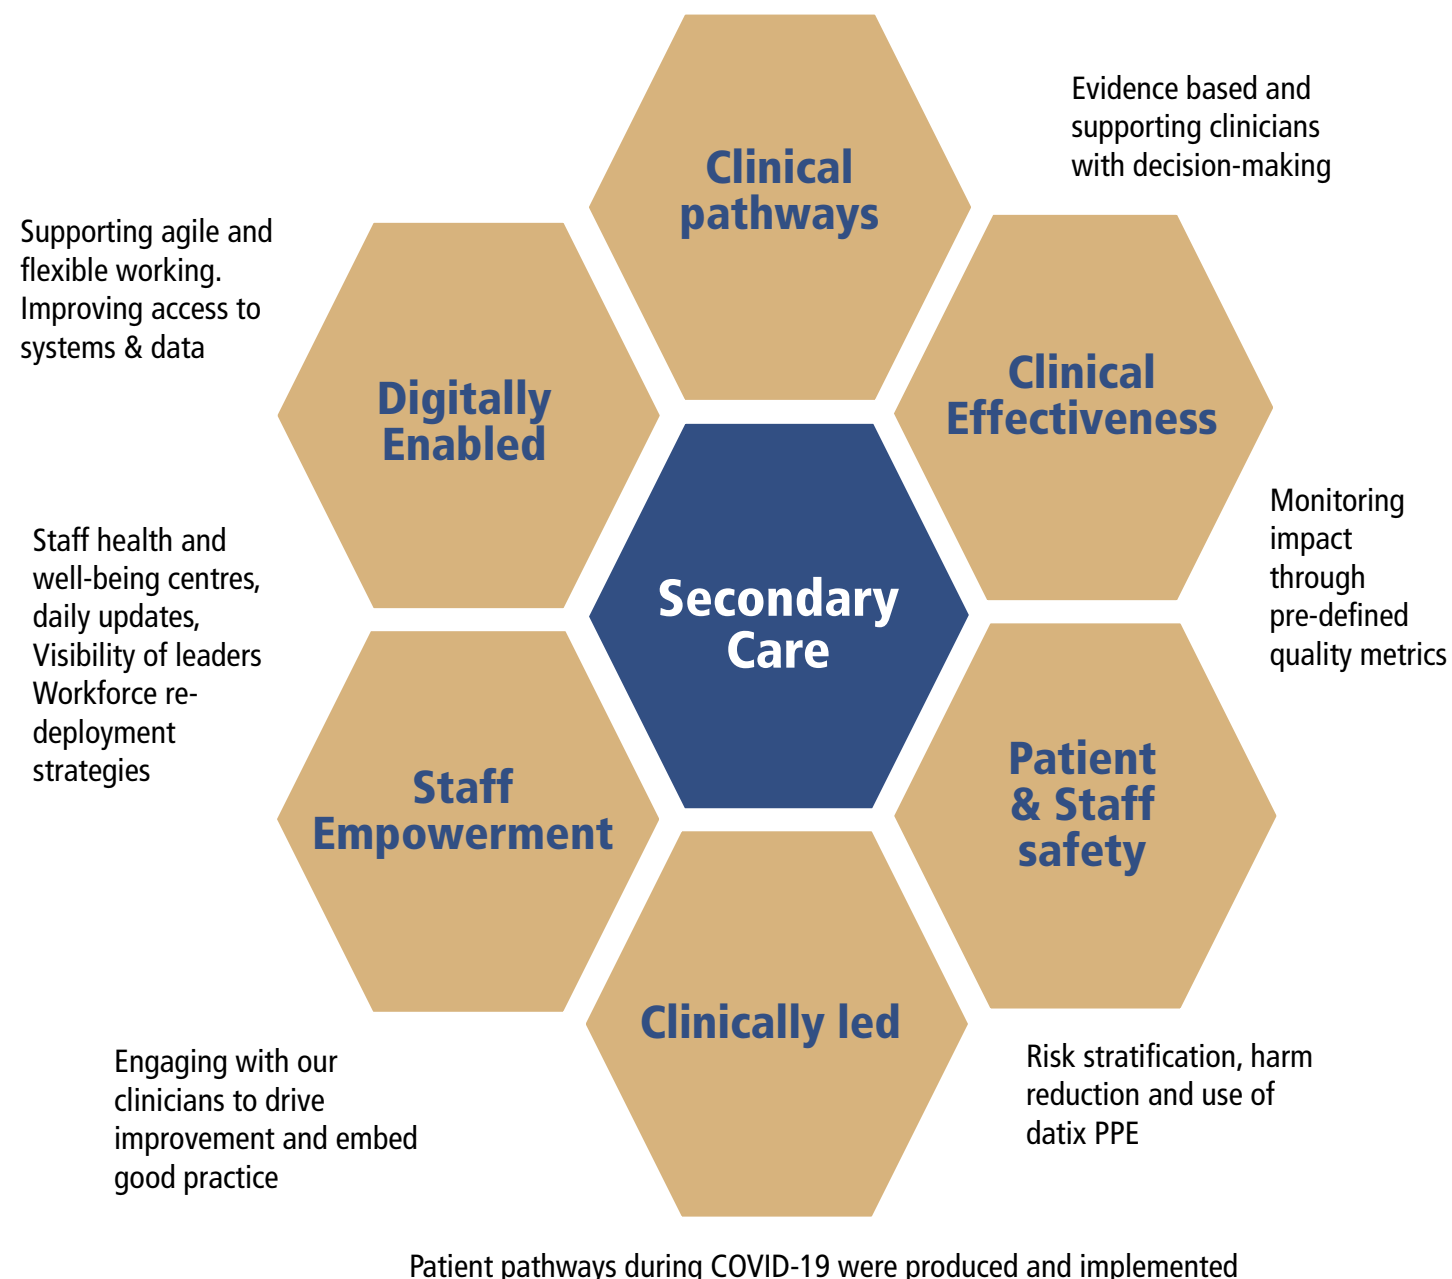 Clinical
pathways
Evidence based and
supporting clinicians
with decision-making
Supporting agile and
flexible working.
Improving access to
systems & data
Digitally
Enabled
Clinical
Effectiveness
Monitoring
impact
through
pre-defined
quality metrics
Staff health and
well-being centres,
daily updates,
Visibility of leaders
Workforce re-
deployment
strategies
Secondary
Care
Staff
Empowerment
Patient
& Staff
safety
Clinically led
Engaging with our
clinicians to drive
improvement and embed
good practice
Risk stratification, harm
reduction and use of
datix PPE
Patient pathways during COVID-19 were produced and implemented